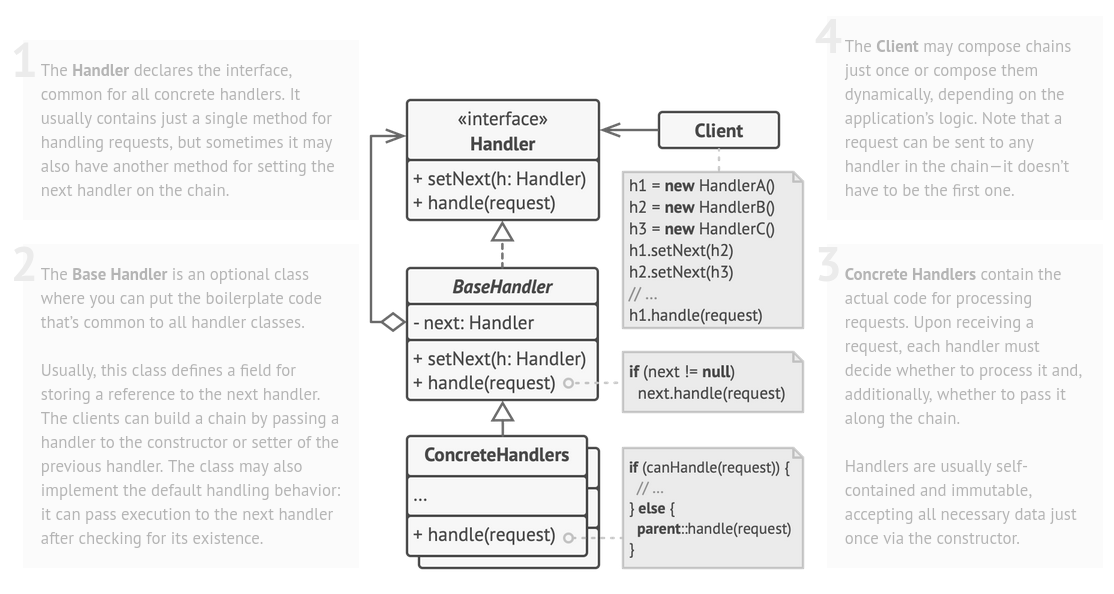 1
The Handler declares the interface,
common for all concrete handlers. It
usually contains just a single method for
handling requests, but sometimes it may
also have another method for setting the
next handler on the chain.
2
The Base Handler is an optional class
where you can put the boilerplate code
that’s common to all handler classes.
Usually, this class defines a field for
storing a reference to the next handler.
The clients can build a chain by passing a
handler to the constructor or setter of the
previous handler. The class may also
implement the default handling behavior:
it can pass execution to the next handler
after checking for its existence.
«interface»
Handler
+ setNext(h: Handler)
+ handle(request)
BaseHandler
- next: Handler
+ setNext(h: Handler)
+ handle(request)
ConcreteHandlers
...
+ handle(request)
Client
h1 = new HandlerA()
h2 = new HandlerB()
h3 = new HandlerC()
h1.setNext(h2)
h2.setNext(h3)
// ...
h1.handle(request)
if (next != null)
next.handle(request)
if (canHandle(request)) {
// ...
} else {
parent::handle(request)
}
4
The Client may compose chains
just once or compose them
dynamically, depending on the
application’s logic. Note that a
request can be sent to any
handler in the chain—it doesn’t
have to be the first one.
3
Concrete Handlers contain the
actual code for processing
requests. Upon receiving a
request, each handler must
decide whether to process it and,
additionally, whether to pass it
along the chain.
Handlers are usually self-
contained and immutable,
accepting all necessary data just
once via the constructor.